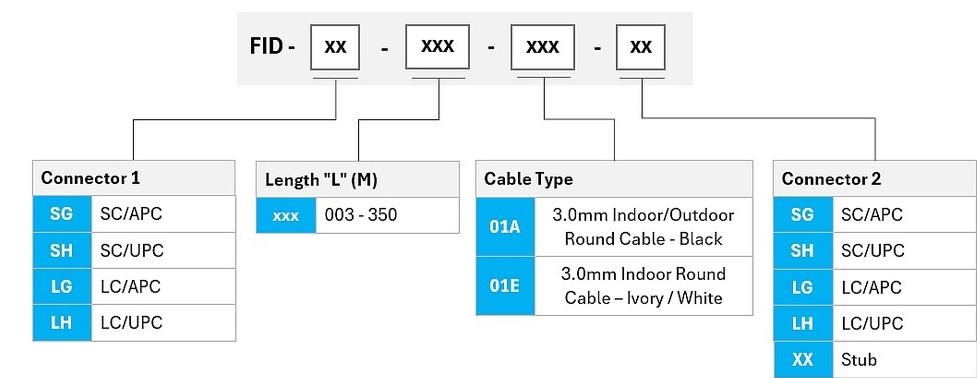 FID - XX - XXX - XXX - XX
Connector 1
SG SC/APC
SH SC/UPC
LG LC/APC
LH LC/UPC
Length "L" (M)
xxx 003 - 350
Cable Type
01A 3.0mm Indoor/Outdoor
Round Cable - Black
01E 3.0mm Indoor Round
Cable – Ivory / White
Connector 2
SG SC/APC
SH SC/UPC
LG LC/APC
LH LC/UPC
XX Stub